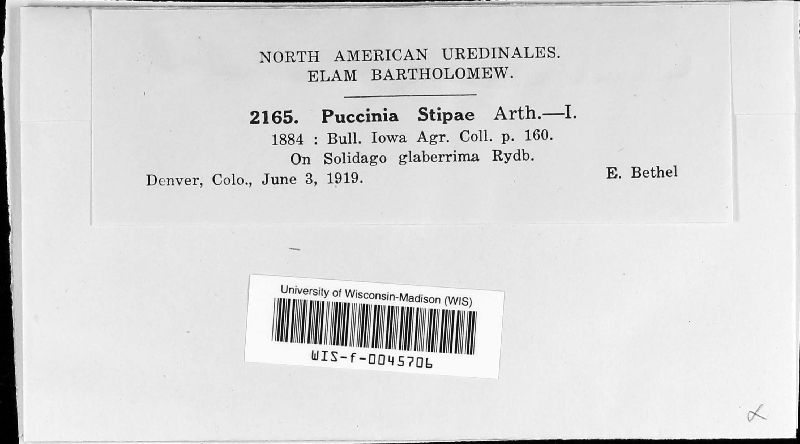 NORTH AMERICAN UREDINALES.
ELAM BARTHOLOMEW.
2165. Puccinia Stipae Arth.—I.
1884 : Bull. Iowa Agr. Coll. p. 160.
On Solidago glaberrima Rydb.
Denver, Colo., June 3, 1919. E. Bethel
University of Wisconsin-Madison (WIS)
WIS-f-0045706